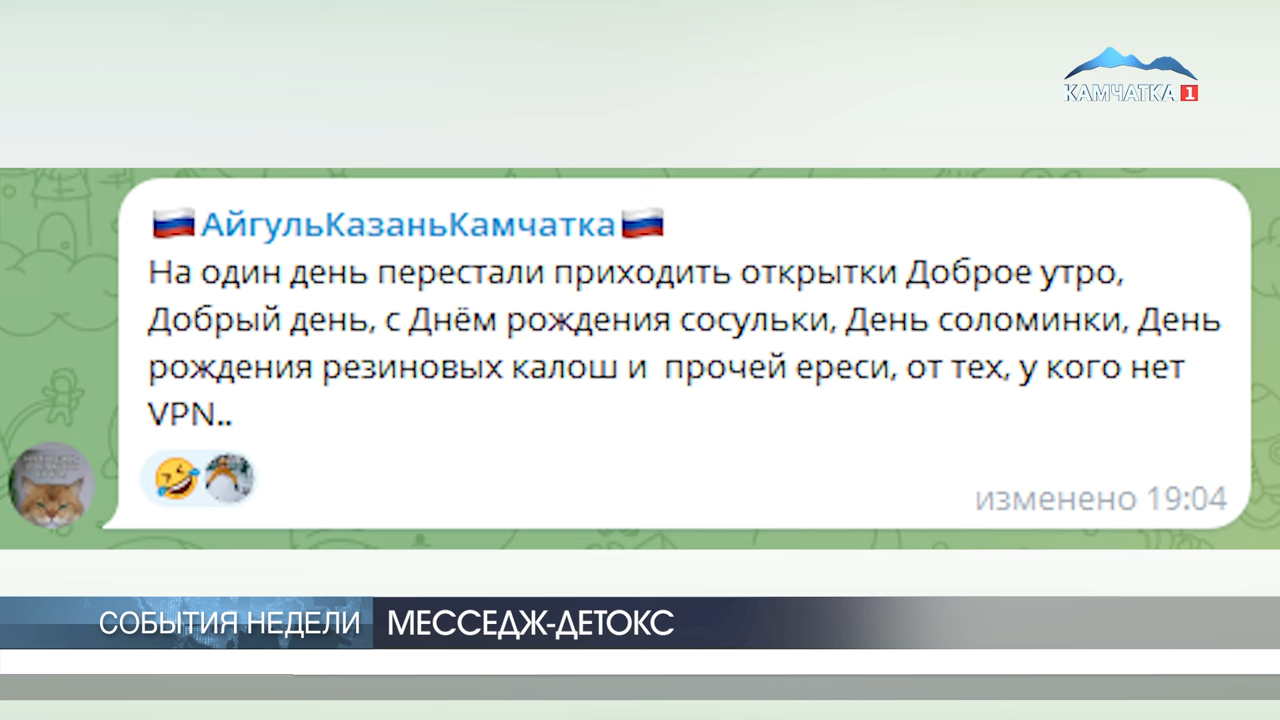 КАМЧАТКА 1
🇷🇺АйгульКазаньКамчатка🇷🇺
На один день перестали приходить открытки Доброе утро,
Добрый день, с Днём рождения сосульки, День соломинки, День
рождения резиновых калош и прочей ереси, от тех, у кого нет
VPN..
изменено 19:04
СОБЫТИЯ НЕДЕЛИ МЕССЕДЖ-ДЕТОКС